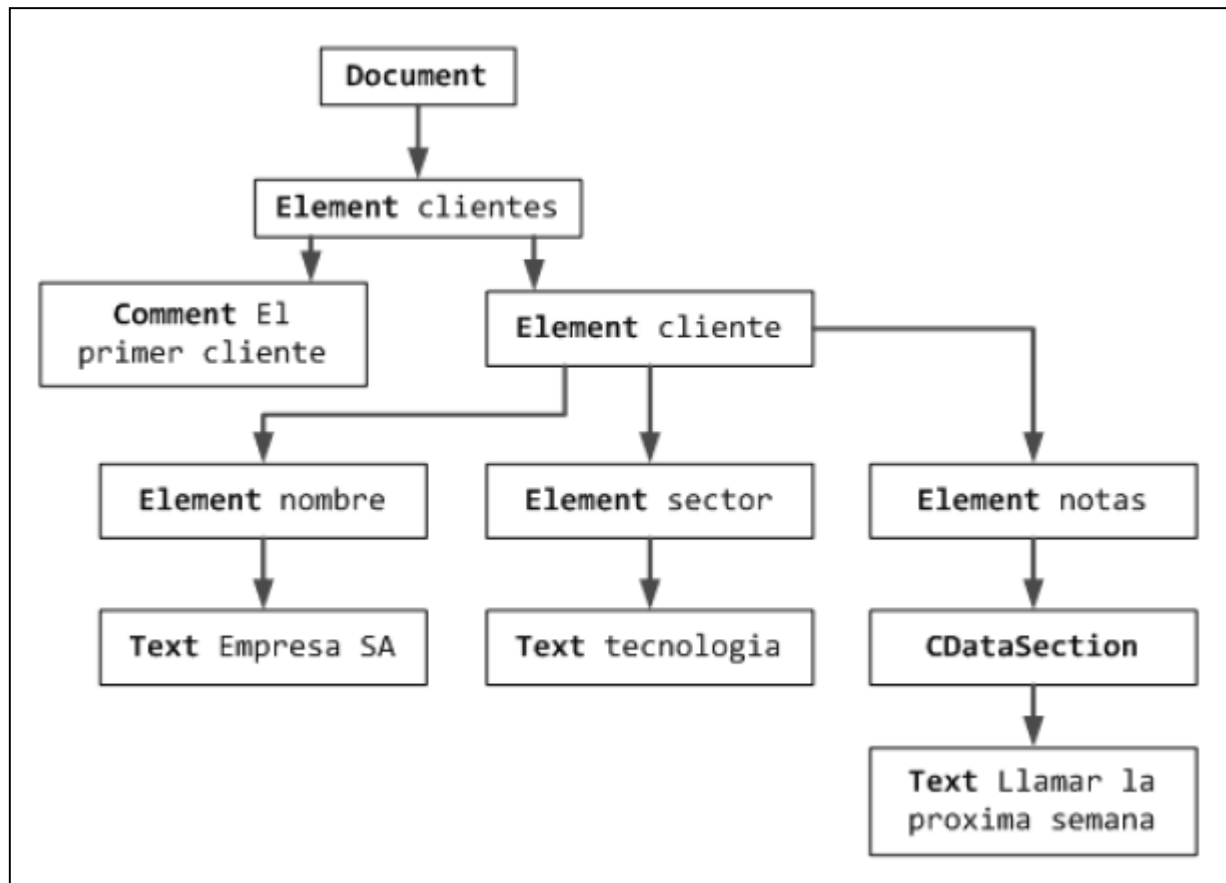 Document
Element clientes
Comment El
primer cliente
Element cliente
Element nombre
Element sector
Element notas
Text Empresa SA
Text tecnologia
CDataSection
Text Llamar la
proxima semana